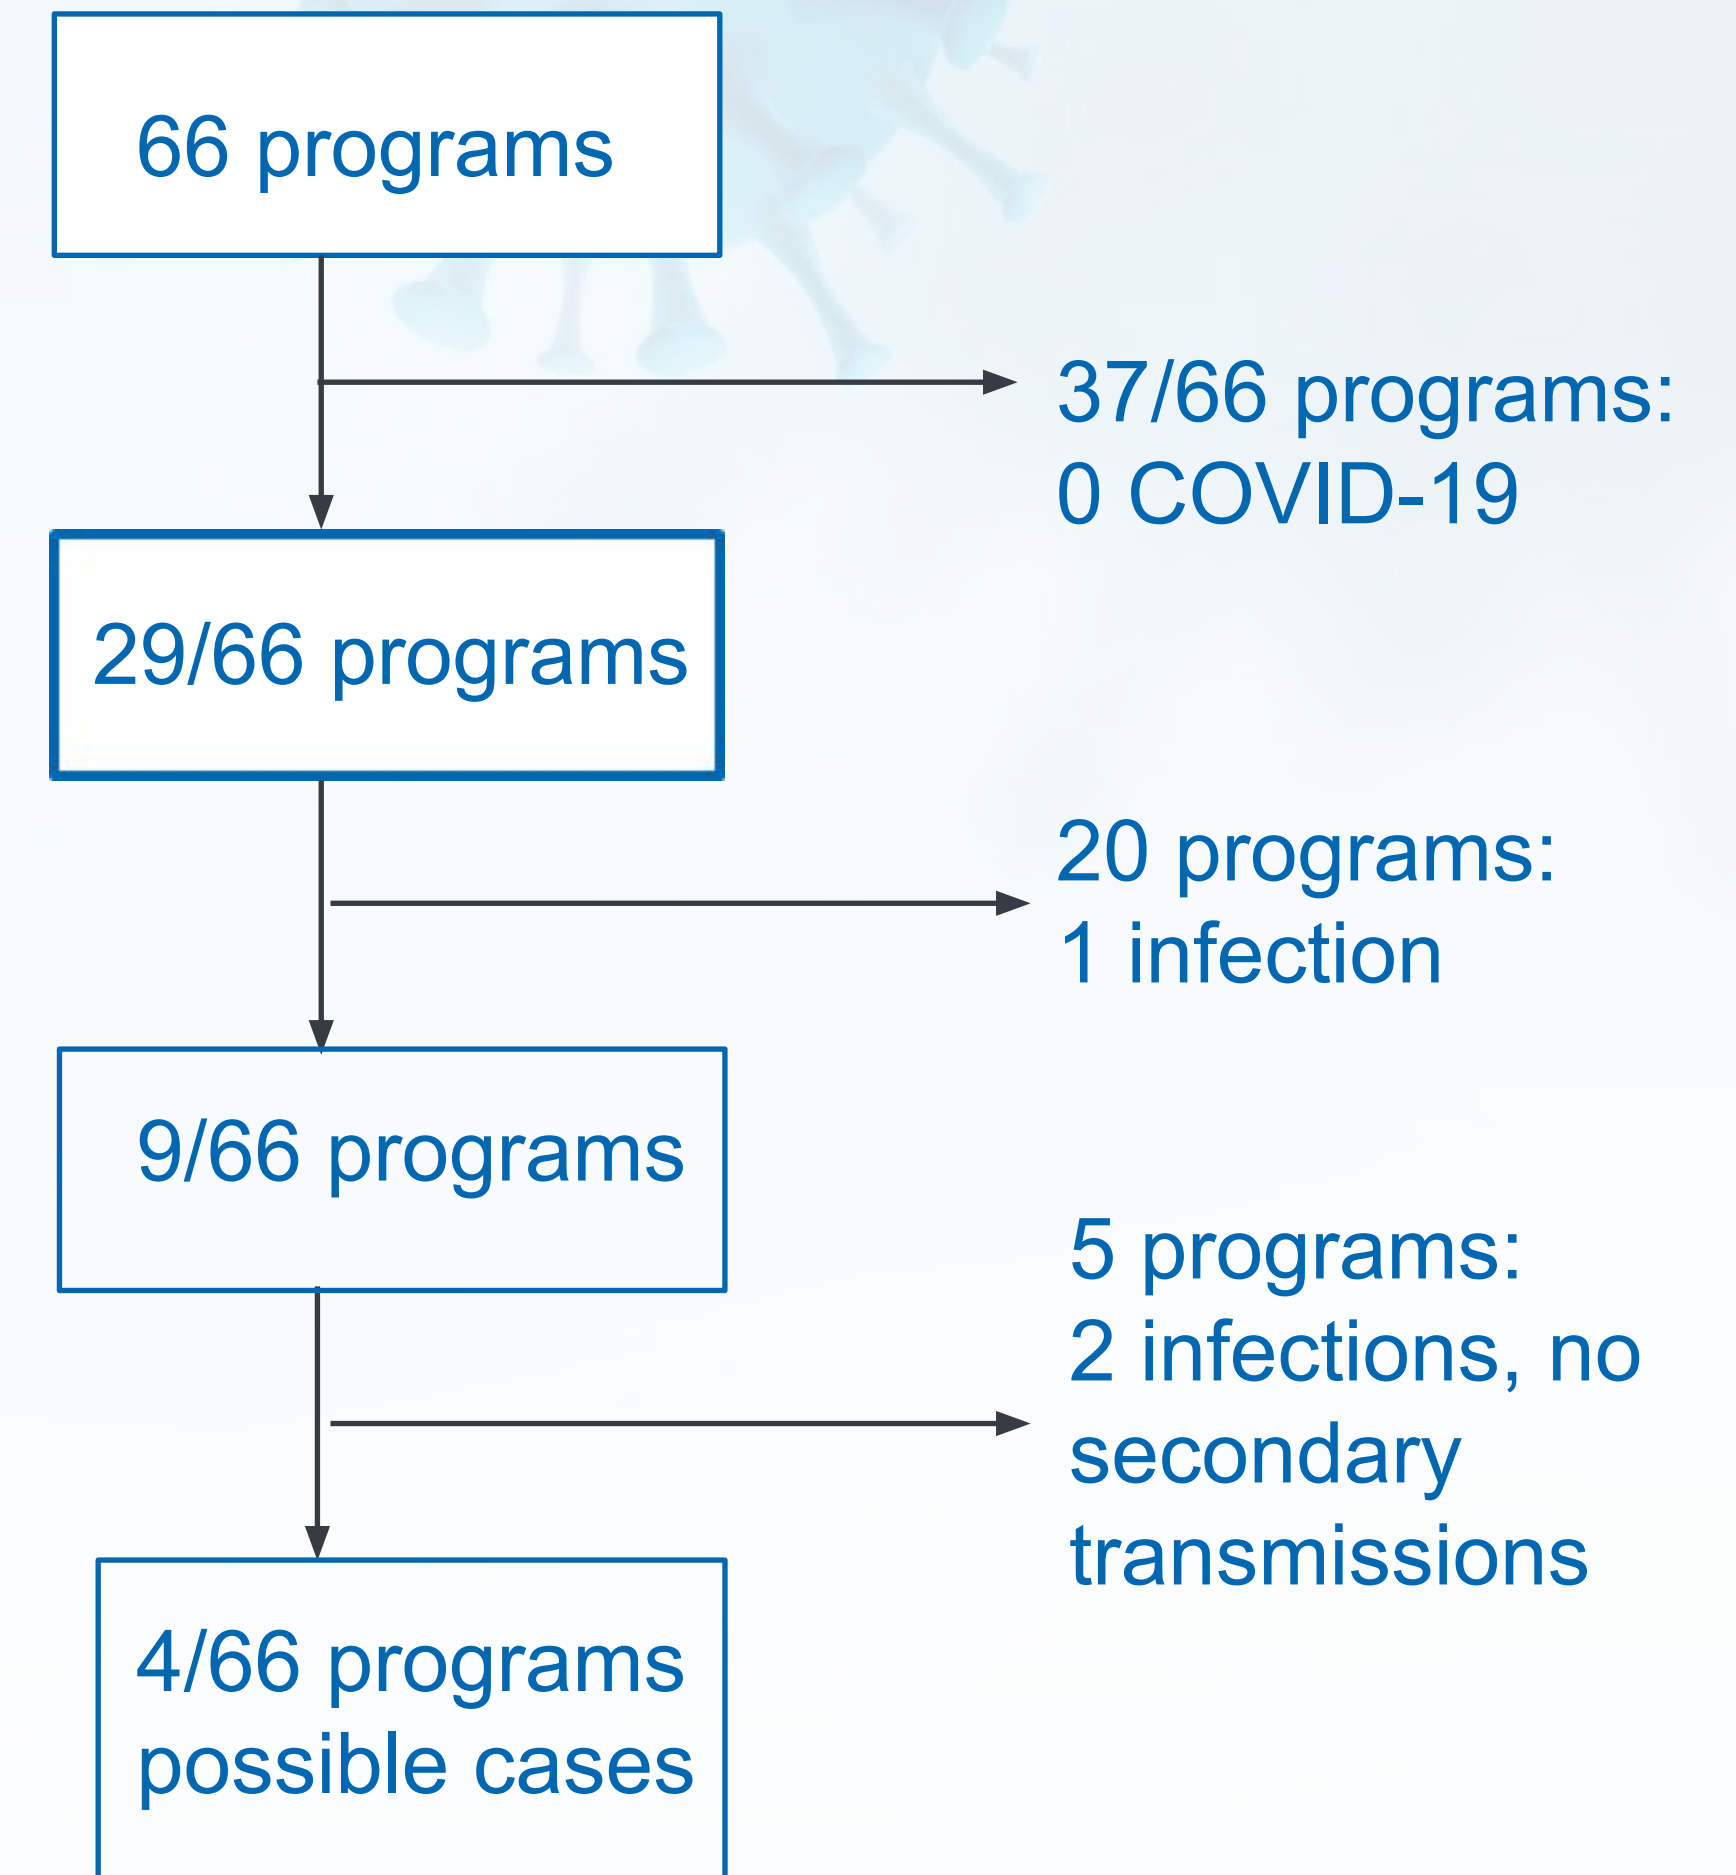 66 programs
37/66 programs:
0 COVID-19
29/66 programs
20 programs:
1 infection
9/66 programs
5 programs:
2 infections, no
secondary
transmissions
4/66 programs
possible cases